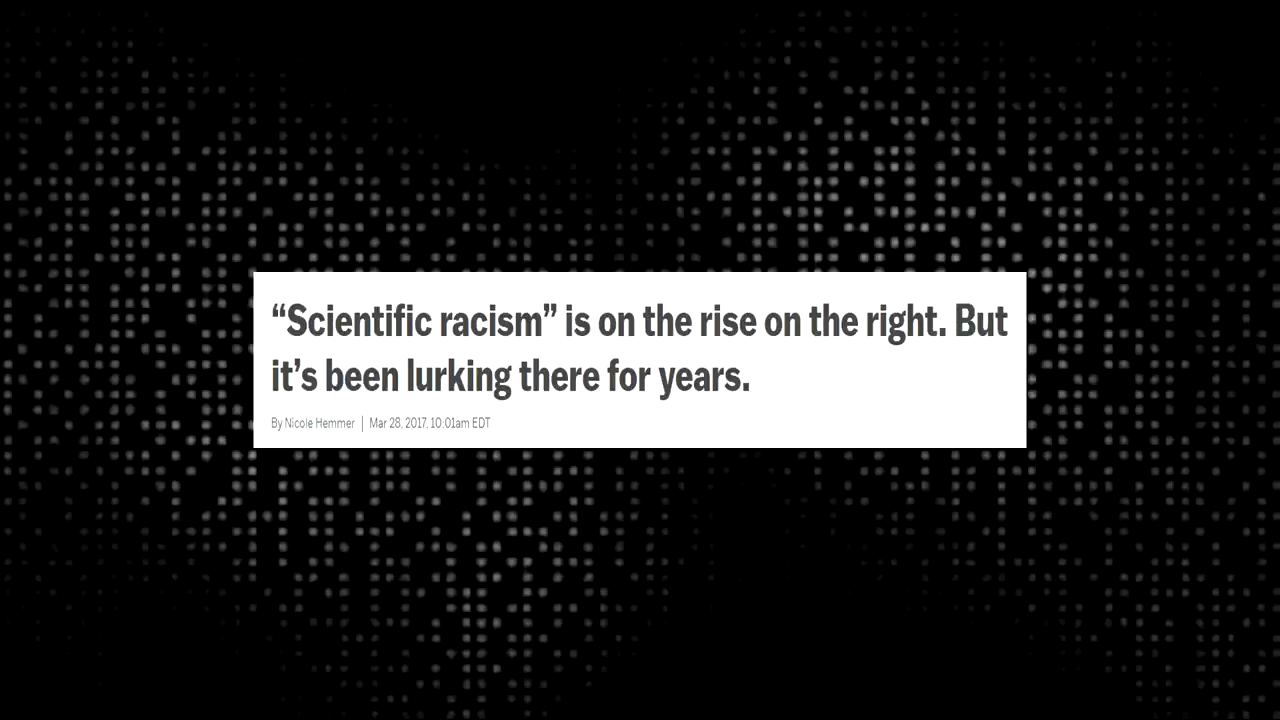 “Scientific racism” is on the rise on the right. But
it’s been lurking there for years.
By Nicole Hemmer | Mar 28, 2017, 10:01am EDT